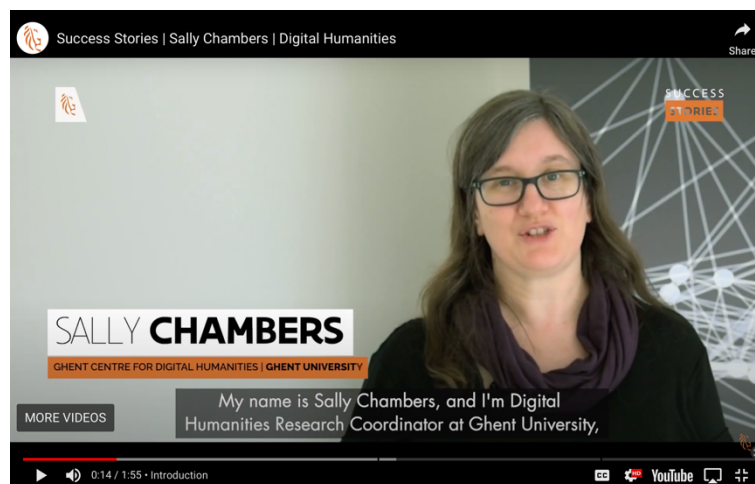 Success Stories | Sally Chambers | Digital Humanities
Share
SUCCESS
STORIES
SALLY CHAMBERS
GHENT CENTRE FOR DIGITAL HUMANITIES | GHENT UNIVERSITY
My name is Sally Chambers, and I'm Digital
Humanities Research Coordinator at Ghent University,
MORE VIDEOS
0:14 / 1:55 • Introduction
CC
HD
YouTube